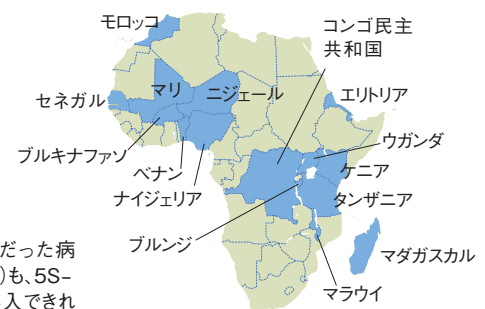 モロッコ
コンゴ民主
共和国
マリ
ニジェール
セネガル
エリトリア
ブルキナファソ
ウガンダ
ベナン
ケニア
ナイジェリア
タンザニア
ブルンジ
マダガスカル
マラウイ
だった病
)も、5S-
入できれ